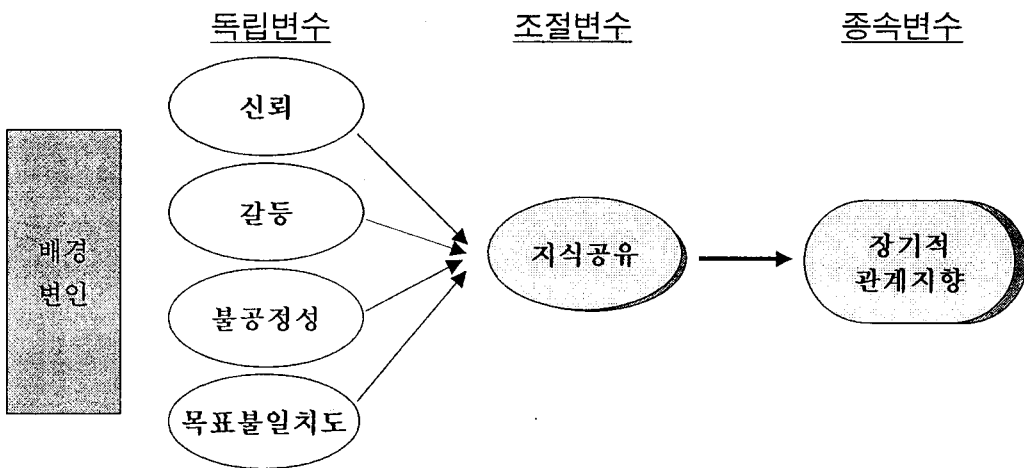 독립변수
조절변수
종속변수
신뢰
갈등
불공정성
목표불일치도
배경
변인
지식공유
장기적
관계지향